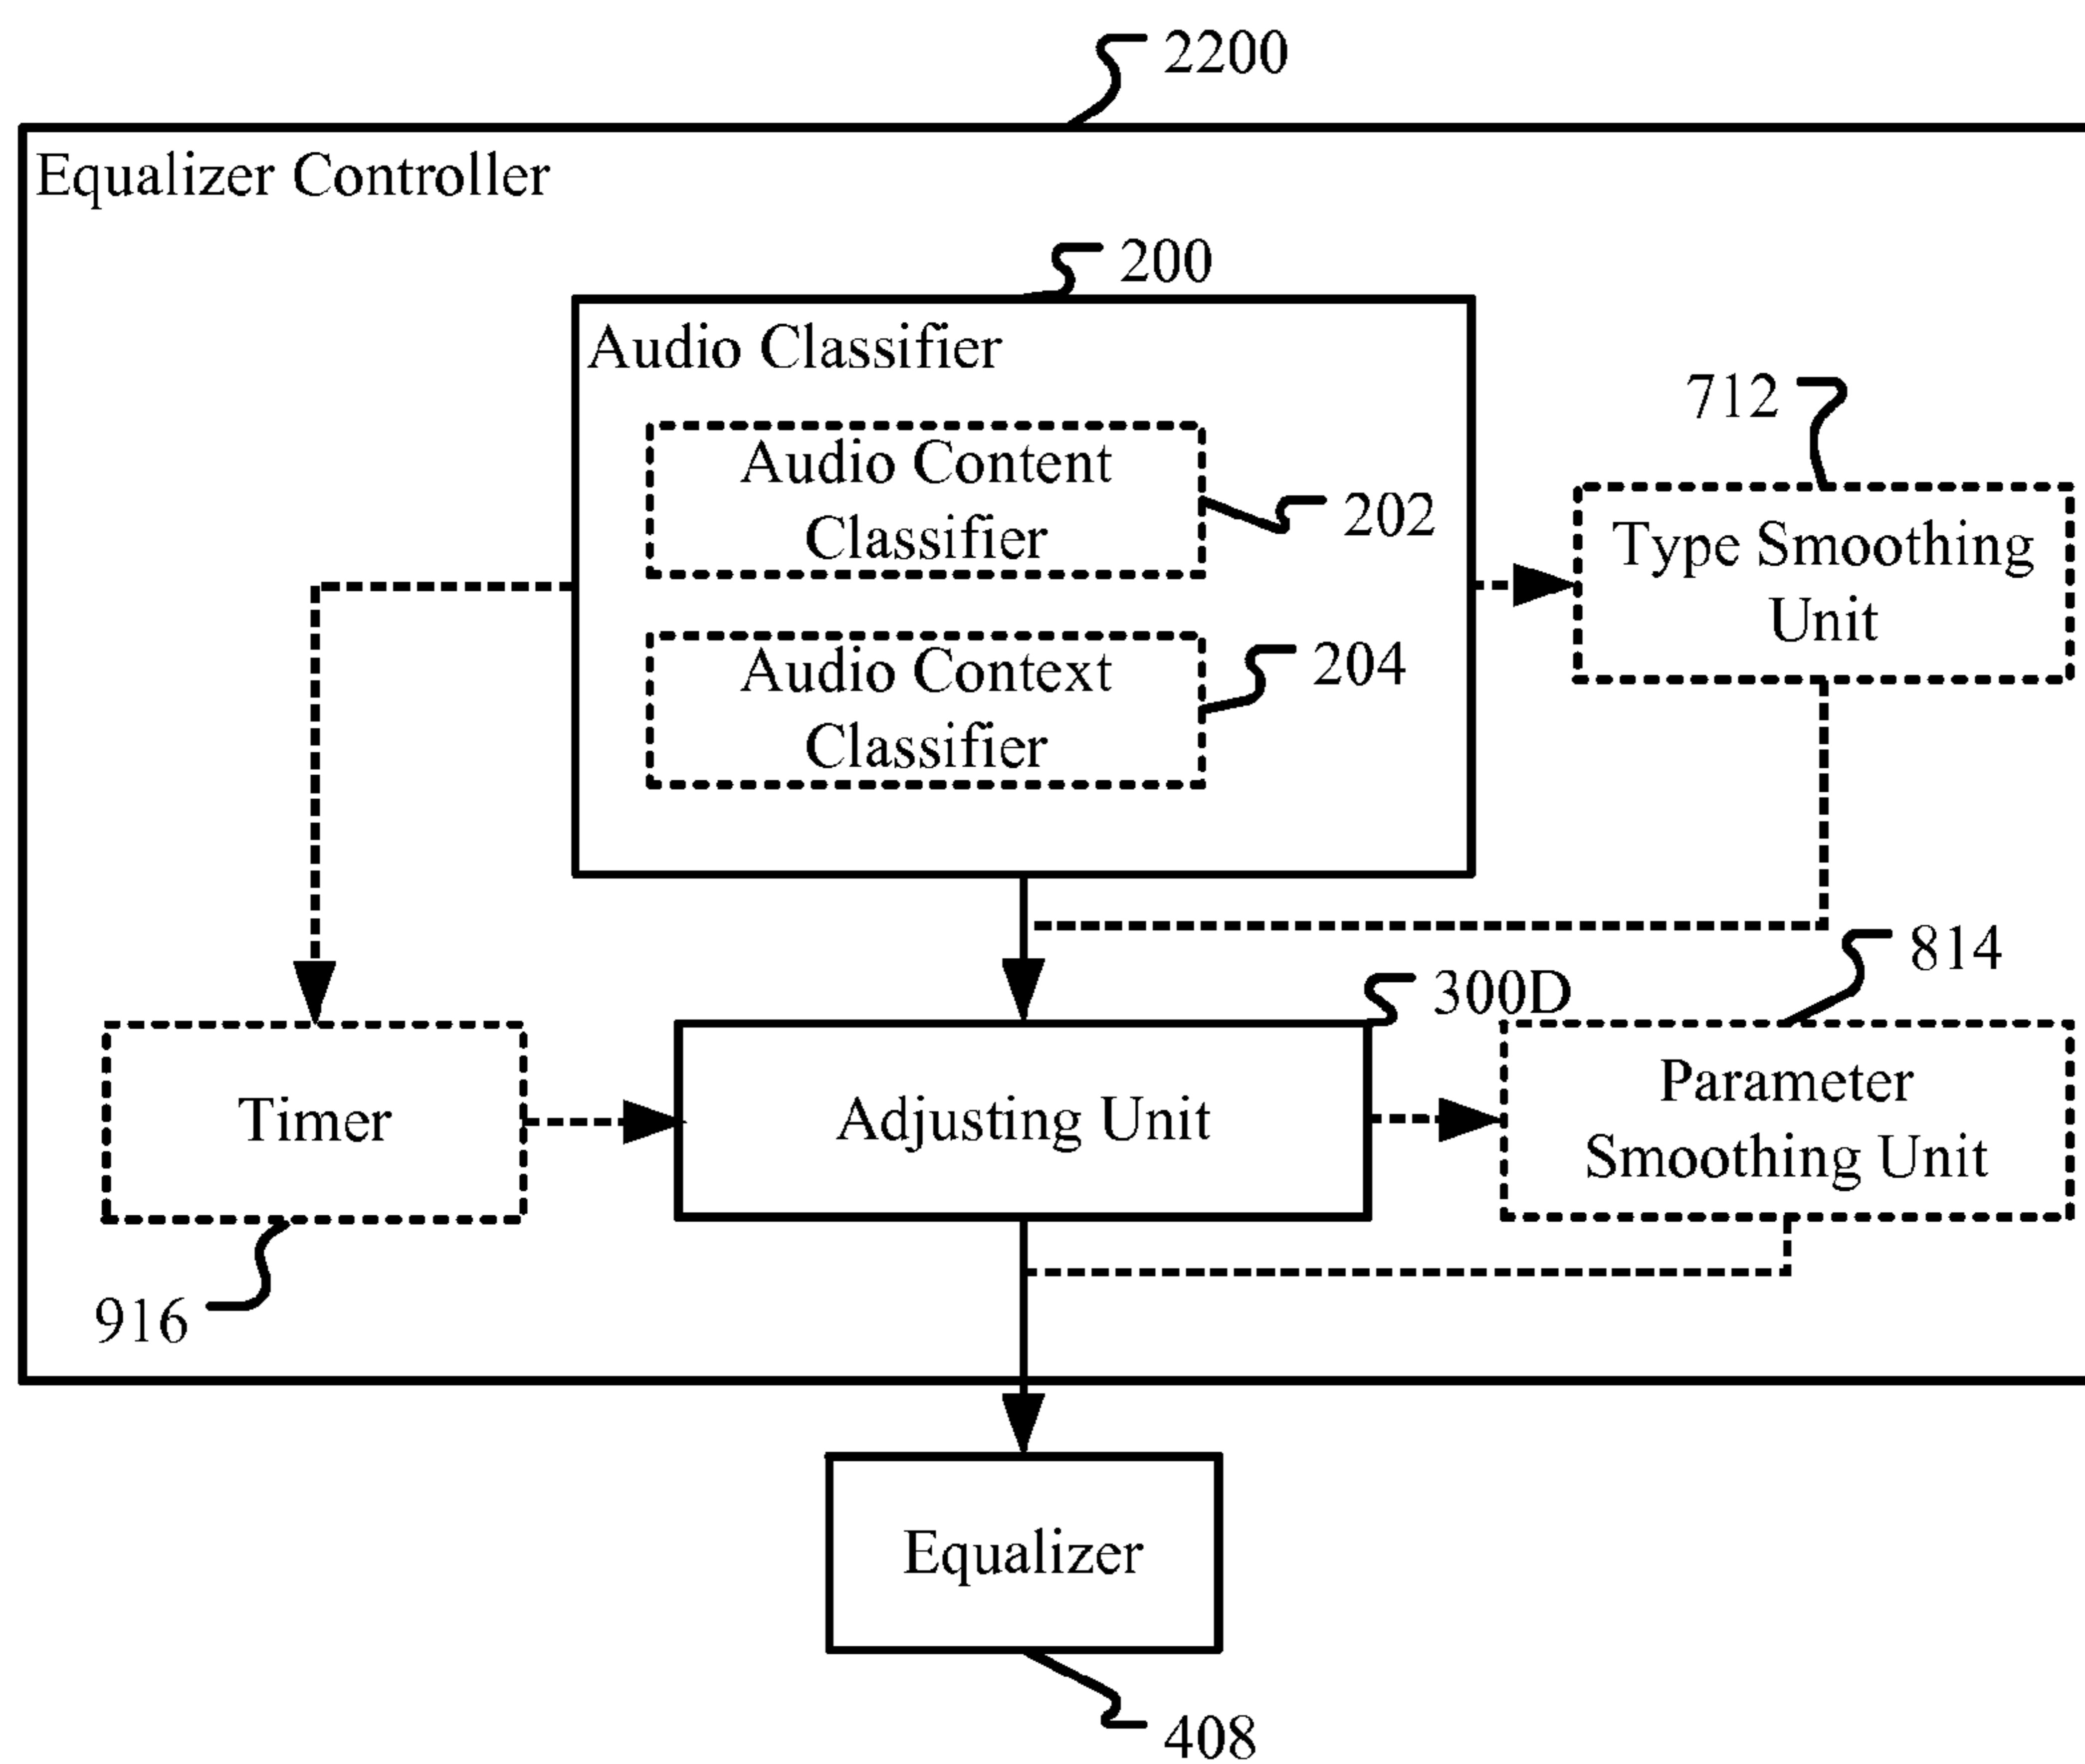 2200
Equalizer Controller
200
Audio Classifier
712
Audio Content
Classifier
202
Type Smoothing
Unit
Audio Context
Classifier
204
814
300D
Timer
Adjusting Unit
Parameter
Smoothing Unit
916
Equalizer
408